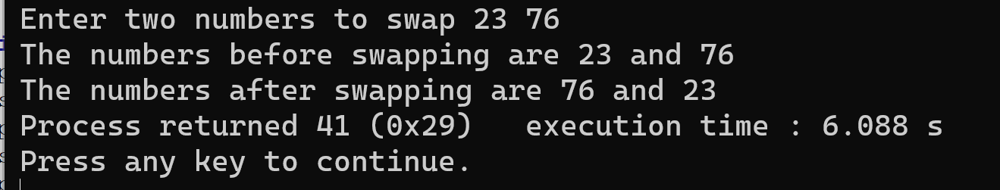 Enter two numbers to swap 23 76
The numbers before swapping are 23 and 76
The numbers after swapping are 76 and 23
Process returned 41 (0x29)   execution time : 6.088 s
Press any key to continue.